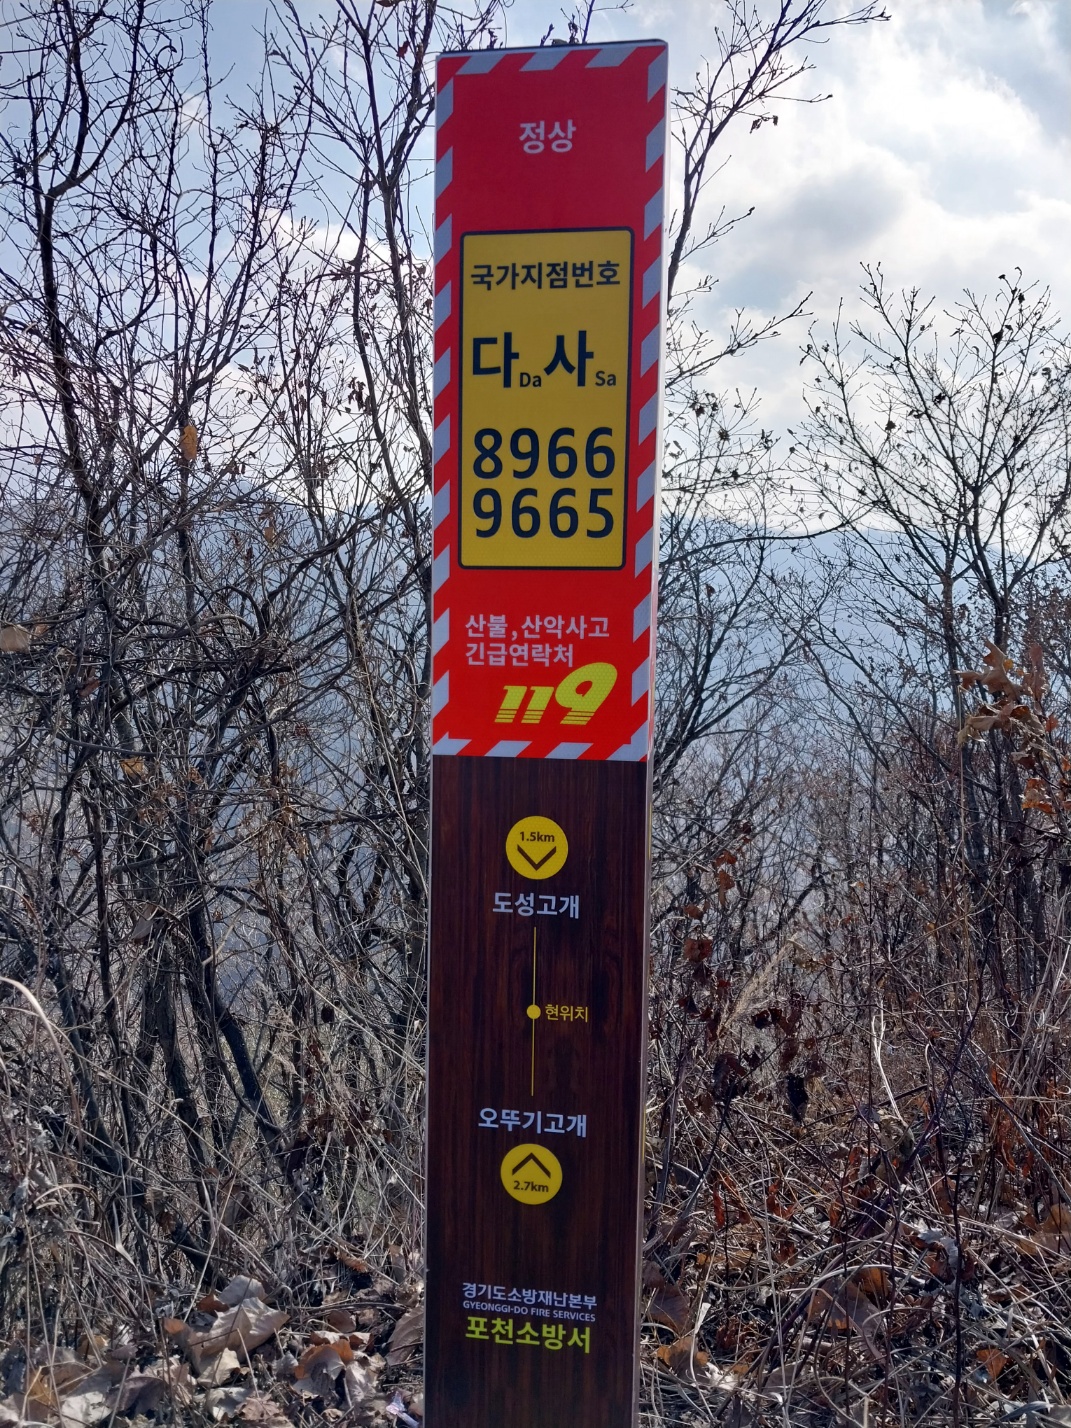 정상
국가지점번호
다Da사Sa
8966
9665
산불,산악사고
긴급연락처
119
1.5km
도성고개
현위치
오뚜기고개
2.7km
경기도소방재난본부
GYEONGGI-DO FIRE SERVICES
포천소방서